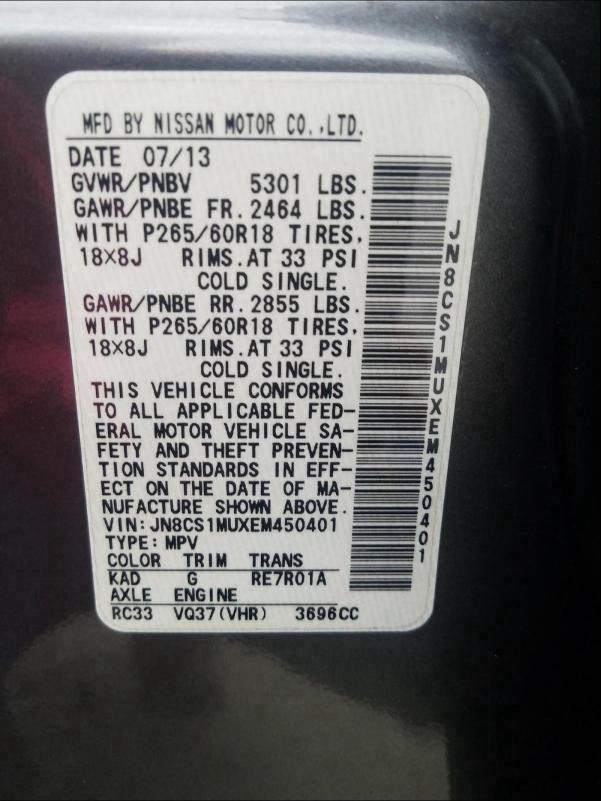 MFD BY NISSAN MOTOR CO.,LTD.
DATE 07/13
GVWR/PNBV 5301 LBS.
GAWR/PNBE FR. 2464 LBS.
WITH P265/60R18 TIRES,
18×8J RIMS.AT 33 PSI
COLD SINGLE.
GAWR/PNBE RR. 2855 LBS.
WITH P265/60R18 TIRES,
18×8J RIMS.AT 33 PSI
COLD SINGLE.
THIS VEHICLE CONFORMS
TO ALL APPLICABLE FED-
ERAL MOTOR VEHICLE SA-
FETY AND THEFT PREVEN-
TION STANDARDS IN EFF-
ECT ON THE DATE OF MA-
NUFACTURE SHOWN ABOVE.
VIN:JN8CS1MUXEM450401
TYPE:MPV
COLOR TRIM TRANS
KAD G RE7R01A
AXLE ENGINE
RC33 VQ37(VHR) 3696CC
JN8CS1MUXEM450401